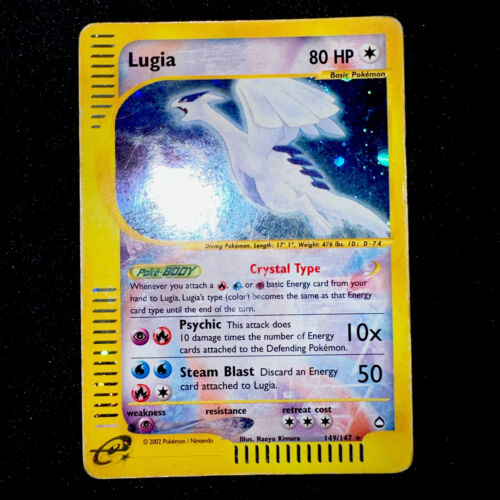 Lugia 80 HP
Basic Pokémon
Diving Pokémon. Length: 17' 1", Weight: 476 lbs. ID: D-74
Poké-BODY Crystal Type
Whenever you attach a , , or basic Energy card from your
hand to Lugia, Lugia's type (color) becomes the same as that Energy
card type until the end of the turn.
Psychic This attack does
10 damage times the number of Energy 10x
cards attached to the Defending Pokémon.
Steam Blast Discard an Energy 50
card attached to Lugia.
weakness resistance retreat cost
© 2002 Pokémon / Nintendo Illus. Naoyo Kimura 149/147
e